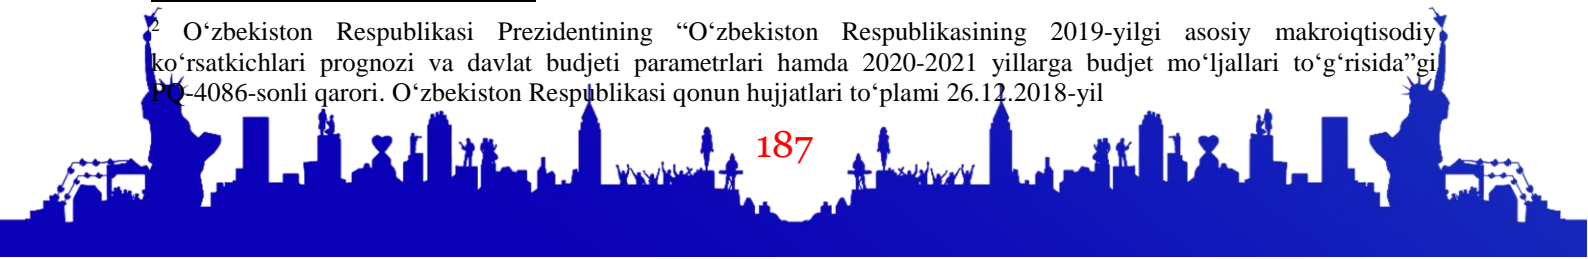 2 O‘zbekiston Respublikasi Prezidentining “O‘zbekiston Respublikasining 2019-yilgi asosiy makroiqtisodiy
ko‘rsatkichlari prognozi va davlat budjeti parametrlari hamda 2020-2021 yillarga budjet mo‘ljallari to‘g‘risida”gi
PQ-4086-sonli qarori. O‘zbekiston Respublikasi qonun hujjatlari to‘plami 26.12.2018-yil
187